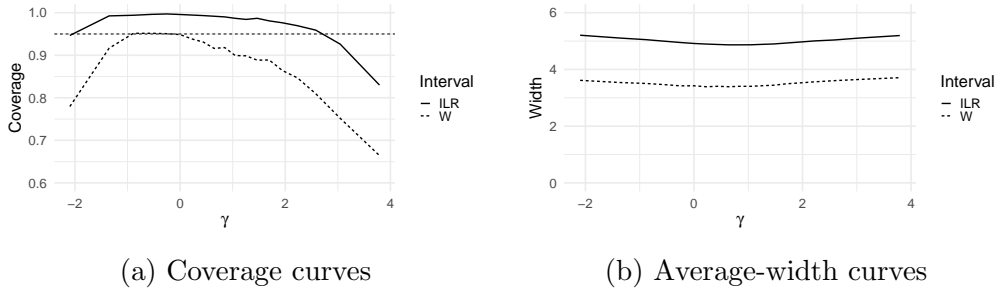 1.0
0.9
0.8
0.7
0.6
Coverage
−2
0
2
4
γ
Interval
ILR
W
(a) Coverage curves
6
4
2
0
Width
−2
0
2
4
γ
Interval
ILR
W
(b) Average-width curves